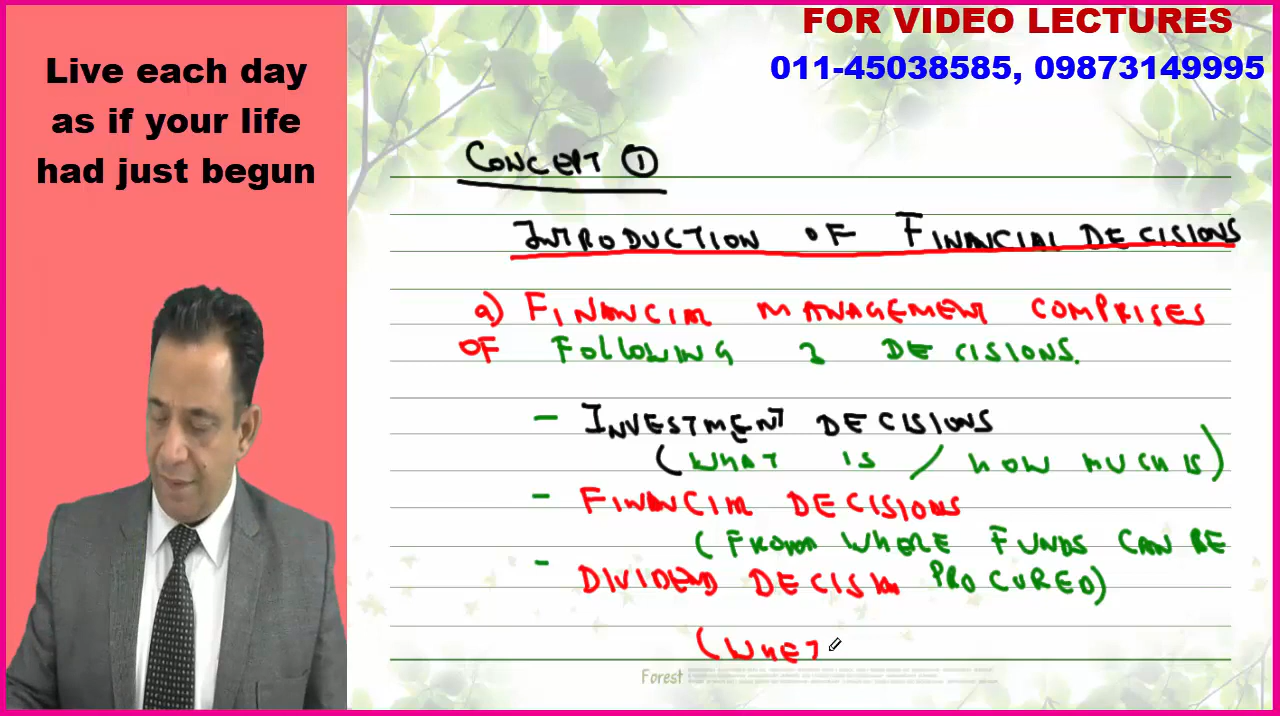 Live each day
as if your life
had just begun
FOR VIDEO LECTURES
011-45038585, 09873149995
CONCEPT ①
INTRODUCTION OF FINANCIAL DECISIONS
a) FINANCIAL MANAGEMENT COMPRISES
OF FOLLOWING 3 DECISIONS.
- INVESTMENT DECISIONS
(WHAT IS / HOW MUCH IS)
- FINANCIAL DECISIONS
(FROM WHERE FUNDS CAN BE
- DIVIDEND DECISION PROCURED)
(WHET
Forest